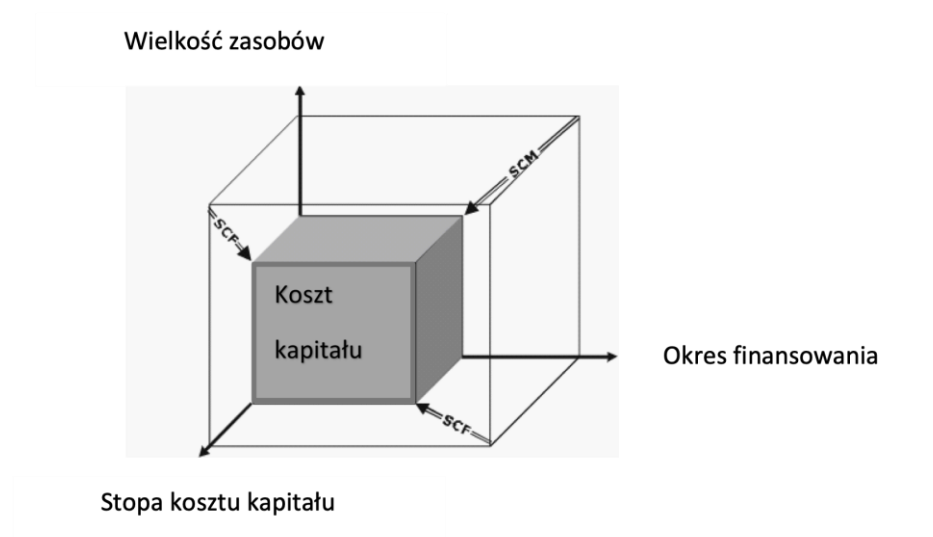 Wielkość zasobów
SCM
SCF
Koszt
kapitału
Okres finansowania
SCF
Stopa kosztu kapitału